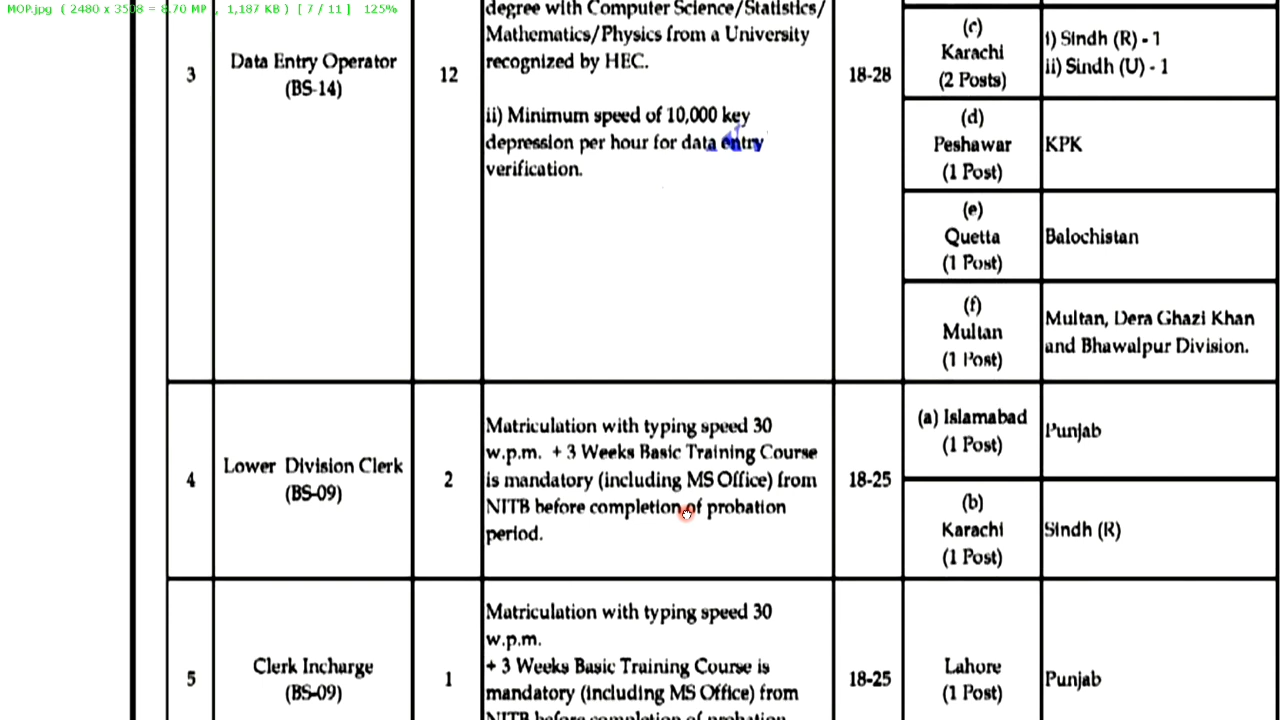 MOP.jpg ( 2480 x 3508 = 8.70 MP , 1,187 KB ) [ 7 / 11 ] 125%
degree with Computer Science/Statistics/
Mathematics/Physics from a University
recognized by HEC.
ii) Minimum speed of 10,000 key
depression per hour for data entry
verification.
3
Data Entry Operator
(BS-14)
12
18-28
(c)
Karachi
(2 Posts)
i) Sindh (R) - 1
ii) Sindh (U) - 1
(d)
Peshawar
(1 Post)
KPK
(e)
Quetta
(1 Post)
Balochistan
(f)
Multan
(1 Post)
Multan, Dera Ghazi Khan
and Bhawalpur Division.
4
Lower Division Clerk
(BS-09)
2
Matriculation with typing speed 30
w.p.m. + 3 Weeks Basic Training Course
is mandatory (including MS Office) from
NITB before completion of probation
period.
18-25
(a) Islamabad
(1 Post)
Punjab
(b)
Karachi
(1 Post)
Sindh (R)
5
Clerk Incharge
(BS-09)
1
Matriculation with typing speed 30
w.p.m.
+ 3 Weeks Basic Training Course is
mandatory (including MS Office) from
NITB before completion of probation
18-25
Lahore
(1 Post)
Punjab